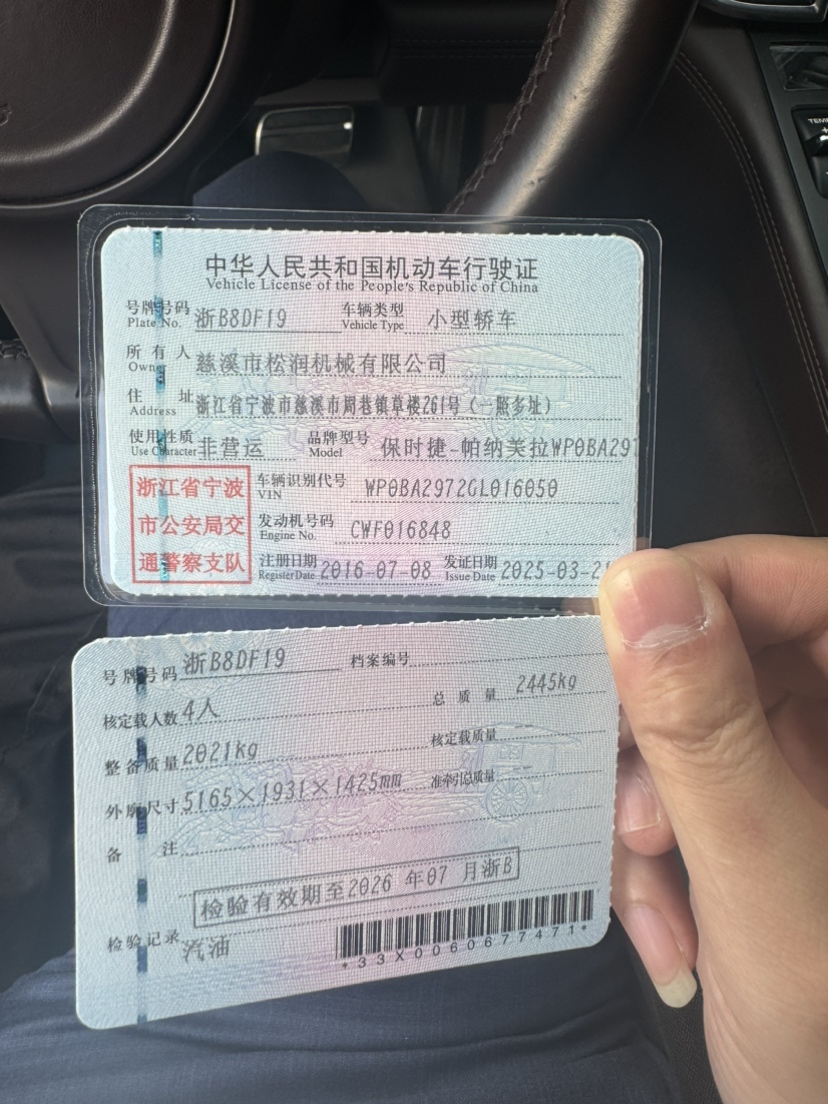 中华人民共和国机动车行驶证
Vehicle License of the People's Republic of China
号牌号码 浙B8DF19 车辆类型 小型轿车
Plate No. Vehicle Type
所有人 慈溪市松润机械有限公司
Owner
住址 浙江省宁波市慈溪市周巷镇草楼261号（一照多址）
Address
使用性质 非营运 品牌型号 保时捷-帕纳美拉WP0BA297
Use Character Model
浙江省宁波
市公安局交
通警察支队
车辆识别代号 WP0BA2972GL016050
VIN
发动机号码 CWF016848
Engine No.
注册日期 2016-07-08 发证日期 2025-03-21
Register Date Issue Date
号牌号码 浙B8DF19 档案编号
核定载人数 4人 总质量 2445kg
整备质量 2021kg 核定载质量
外廓尺寸 5165×1931×1425mm 准牵引总质量
备注
检验有效期至2026 年07 月浙B
检验记录 汽油
*33X0060677471*
TEMP